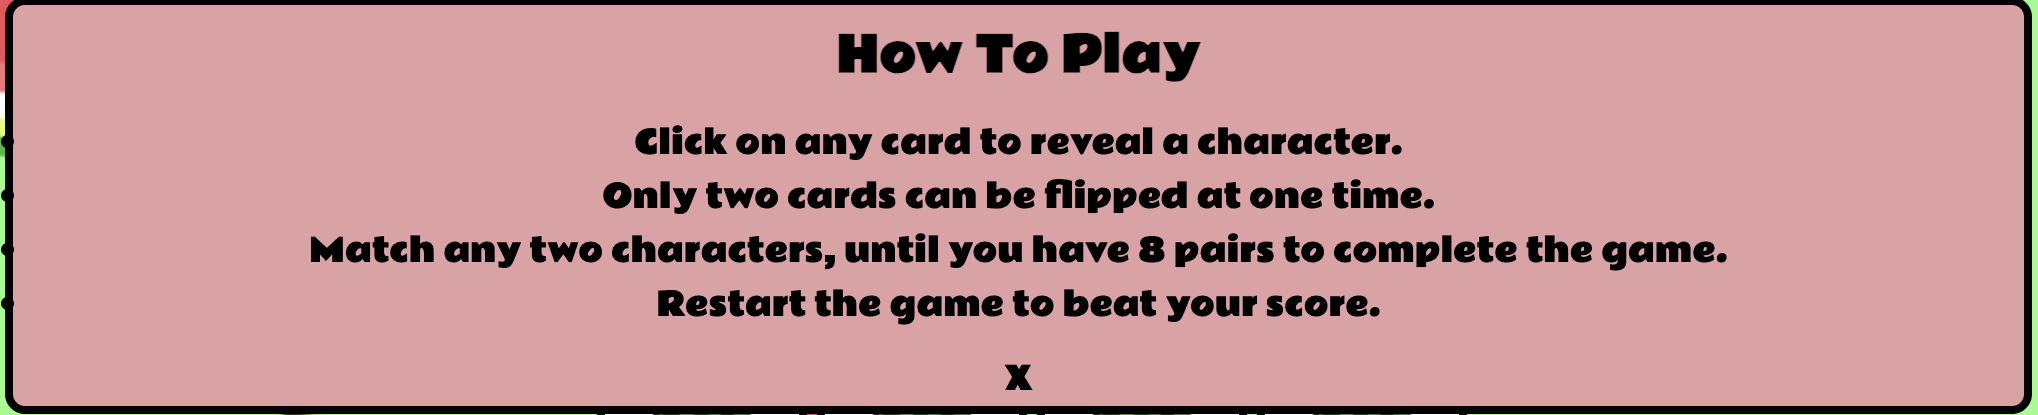 How To Play
Click on any card to reveal a character.
Only two cards can be flipped at one time.
Match any two characters, until you have 8 pairs to complete the game.
Restart the game to beat your score.
X